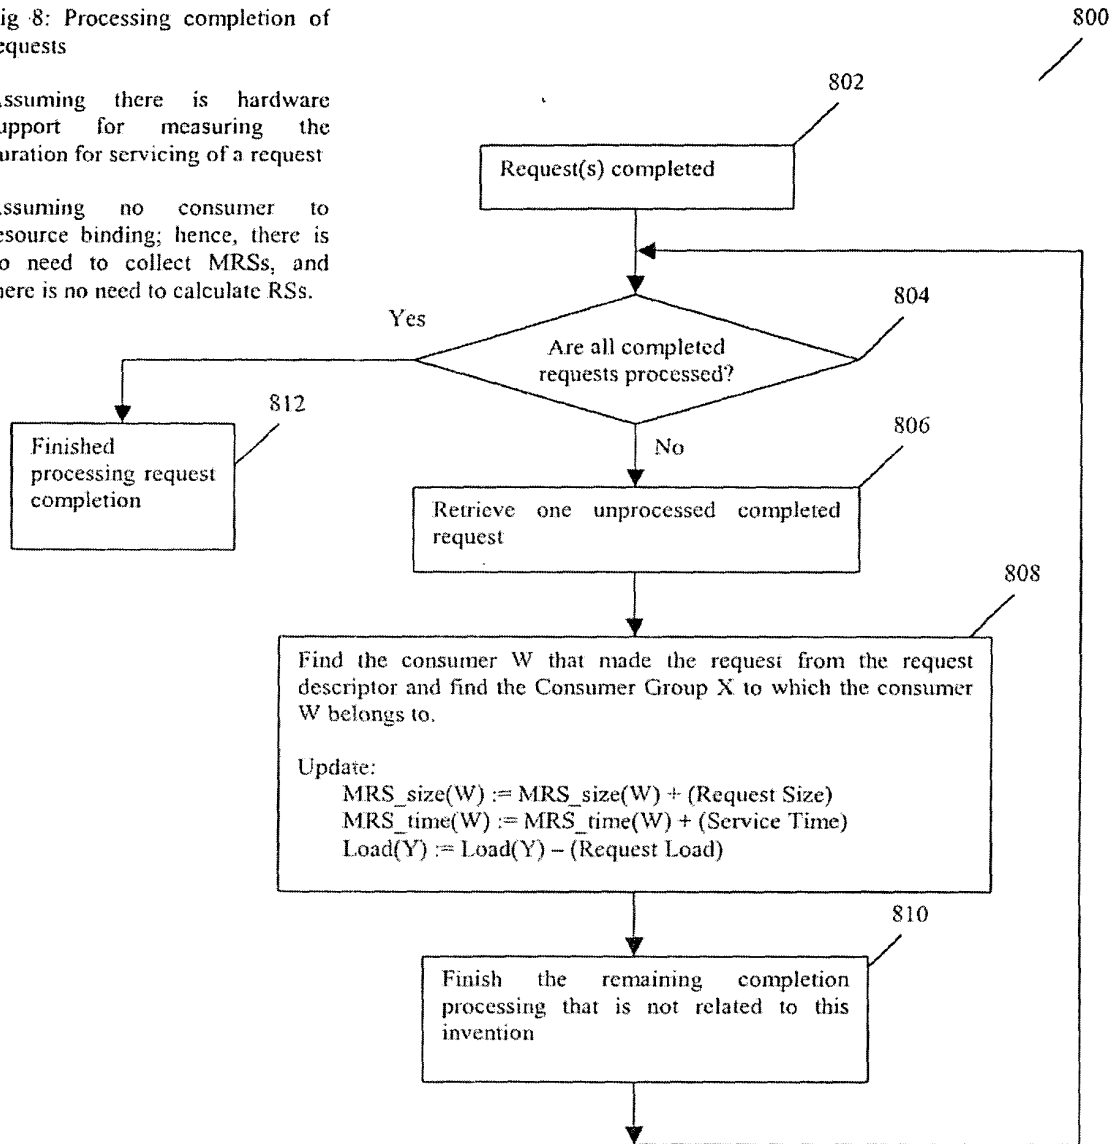 ig 8: Processing completion of
equests
ssuming there is hardware
upport for measuring the
uration for servicing of a request
ssuming no consumer to
esource binding; hence, there is
o need to collect MRSs, and
here is no need to calculate RSs.
800
802
Request(s) completed
804
Are all completed
requests processed?
Yes
812
Finished
processing request
completion
No
806
Retrieve one unprocessed completed
request
808
Find the consumer W that made the request from the request
descriptor and find the Consumer Group X to which the consumer
W belongs to.
Update:
MRS_size(W) := MRS_size(W) + (Request Size)
MRS_time(W) := MRS_time(W) + (Service Time)
Load(Y) := Load(Y) – (Request Load)
810
Finish the remaining completion
processing that is not related to this
invention